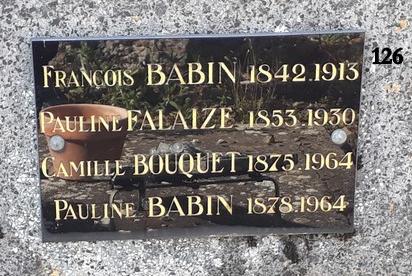 FRANÇOIS BABIN 1842.1913
PAULINE FALAIZE 1853.1930
CAMILLE BOUQUET 1875.1964
PAULINE BABIN 1878.1964
126